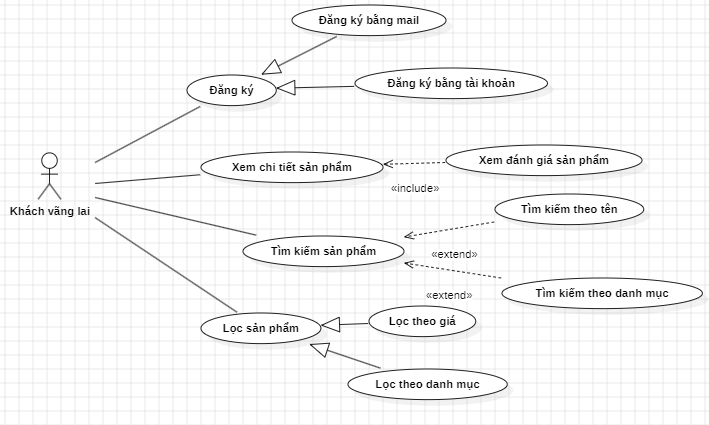 Đăng ký bằng mail
Đăng ký
Đăng ký bằng tài khoản
Xem chi tiết sản phẩm
Xem đánh giá sản phẩm
«include»
Khách vãng lai
Tìm kiếm theo tên
Tìm kiếm sản phẩm
«extend»
Tìm kiếm theo danh mục
«extend»
Lọc sản phẩm
Lọc theo giá
Lọc theo danh mục